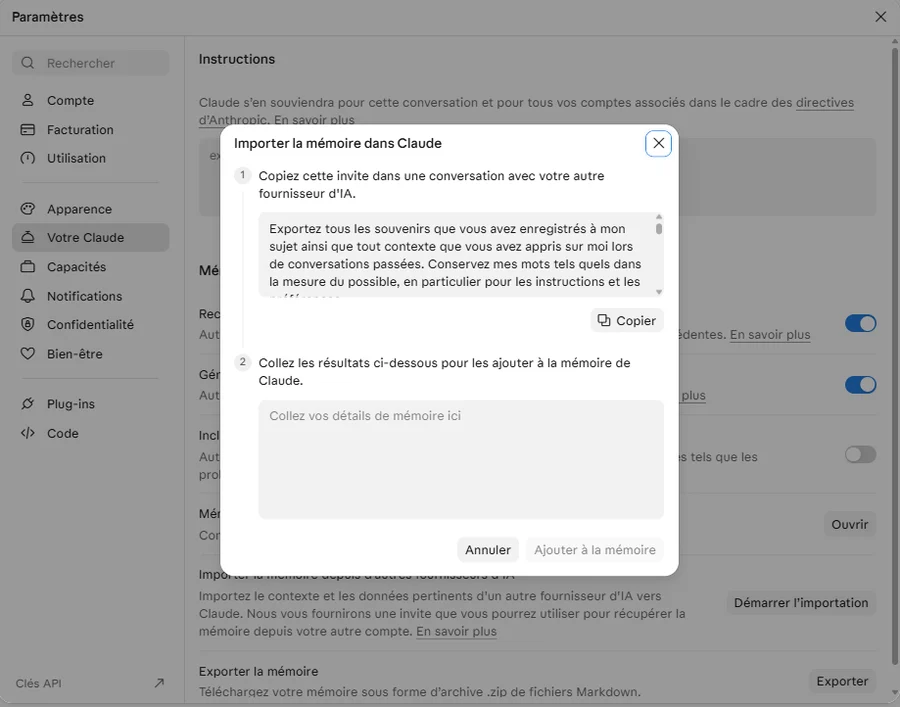 Paramètres
Rechercher
Compte
Facturation
Utilisation
Apparence
Votre Claude
Capacités
Notifications
Confidentialité
Bien-être
Plug-ins
Code
Clés API
Instructions
Claude s'en souviendra pour cette conversation et pour tous vos comptes associés dans le cadre des directives
d'Anthropic. En savoir plus
Importer la mémoire dans Claude
1
Copiez cette invite dans une conversation avec votre autre
fournisseur d'IA.
Exportez tous les souvenirs que vous avez enregistrés à mon
sujet ainsi que tout contexte que vous avez appris sur moi lors
de conversations passées. Conservez mes mots tels quels dans
la mesure du possible, en particulier pour les instructions et les
Copier
2
Collez les résultats ci-dessous pour les ajouter à la mémoire de
Claude.
Collez vos détails de mémoire ici
Annuler
Ajouter à la mémoire
En savoir plus
plus
s tels que les
Ouvrir
Importer la mémoire depuis d'autres fournisseurs d'IA
Importez le contexte et les données pertinents d'un autre fournisseur d'IA vers
Claude. Nous vous fournirons une invite que vous pourrez utiliser pour récupérer la
mémoire depuis votre autre compte. En savoir plus
Démarrer l'importation
Exporter la mémoire
Téléchargez votre mémoire sous forme d'archive .zip de fichiers Markdown.
Exporter